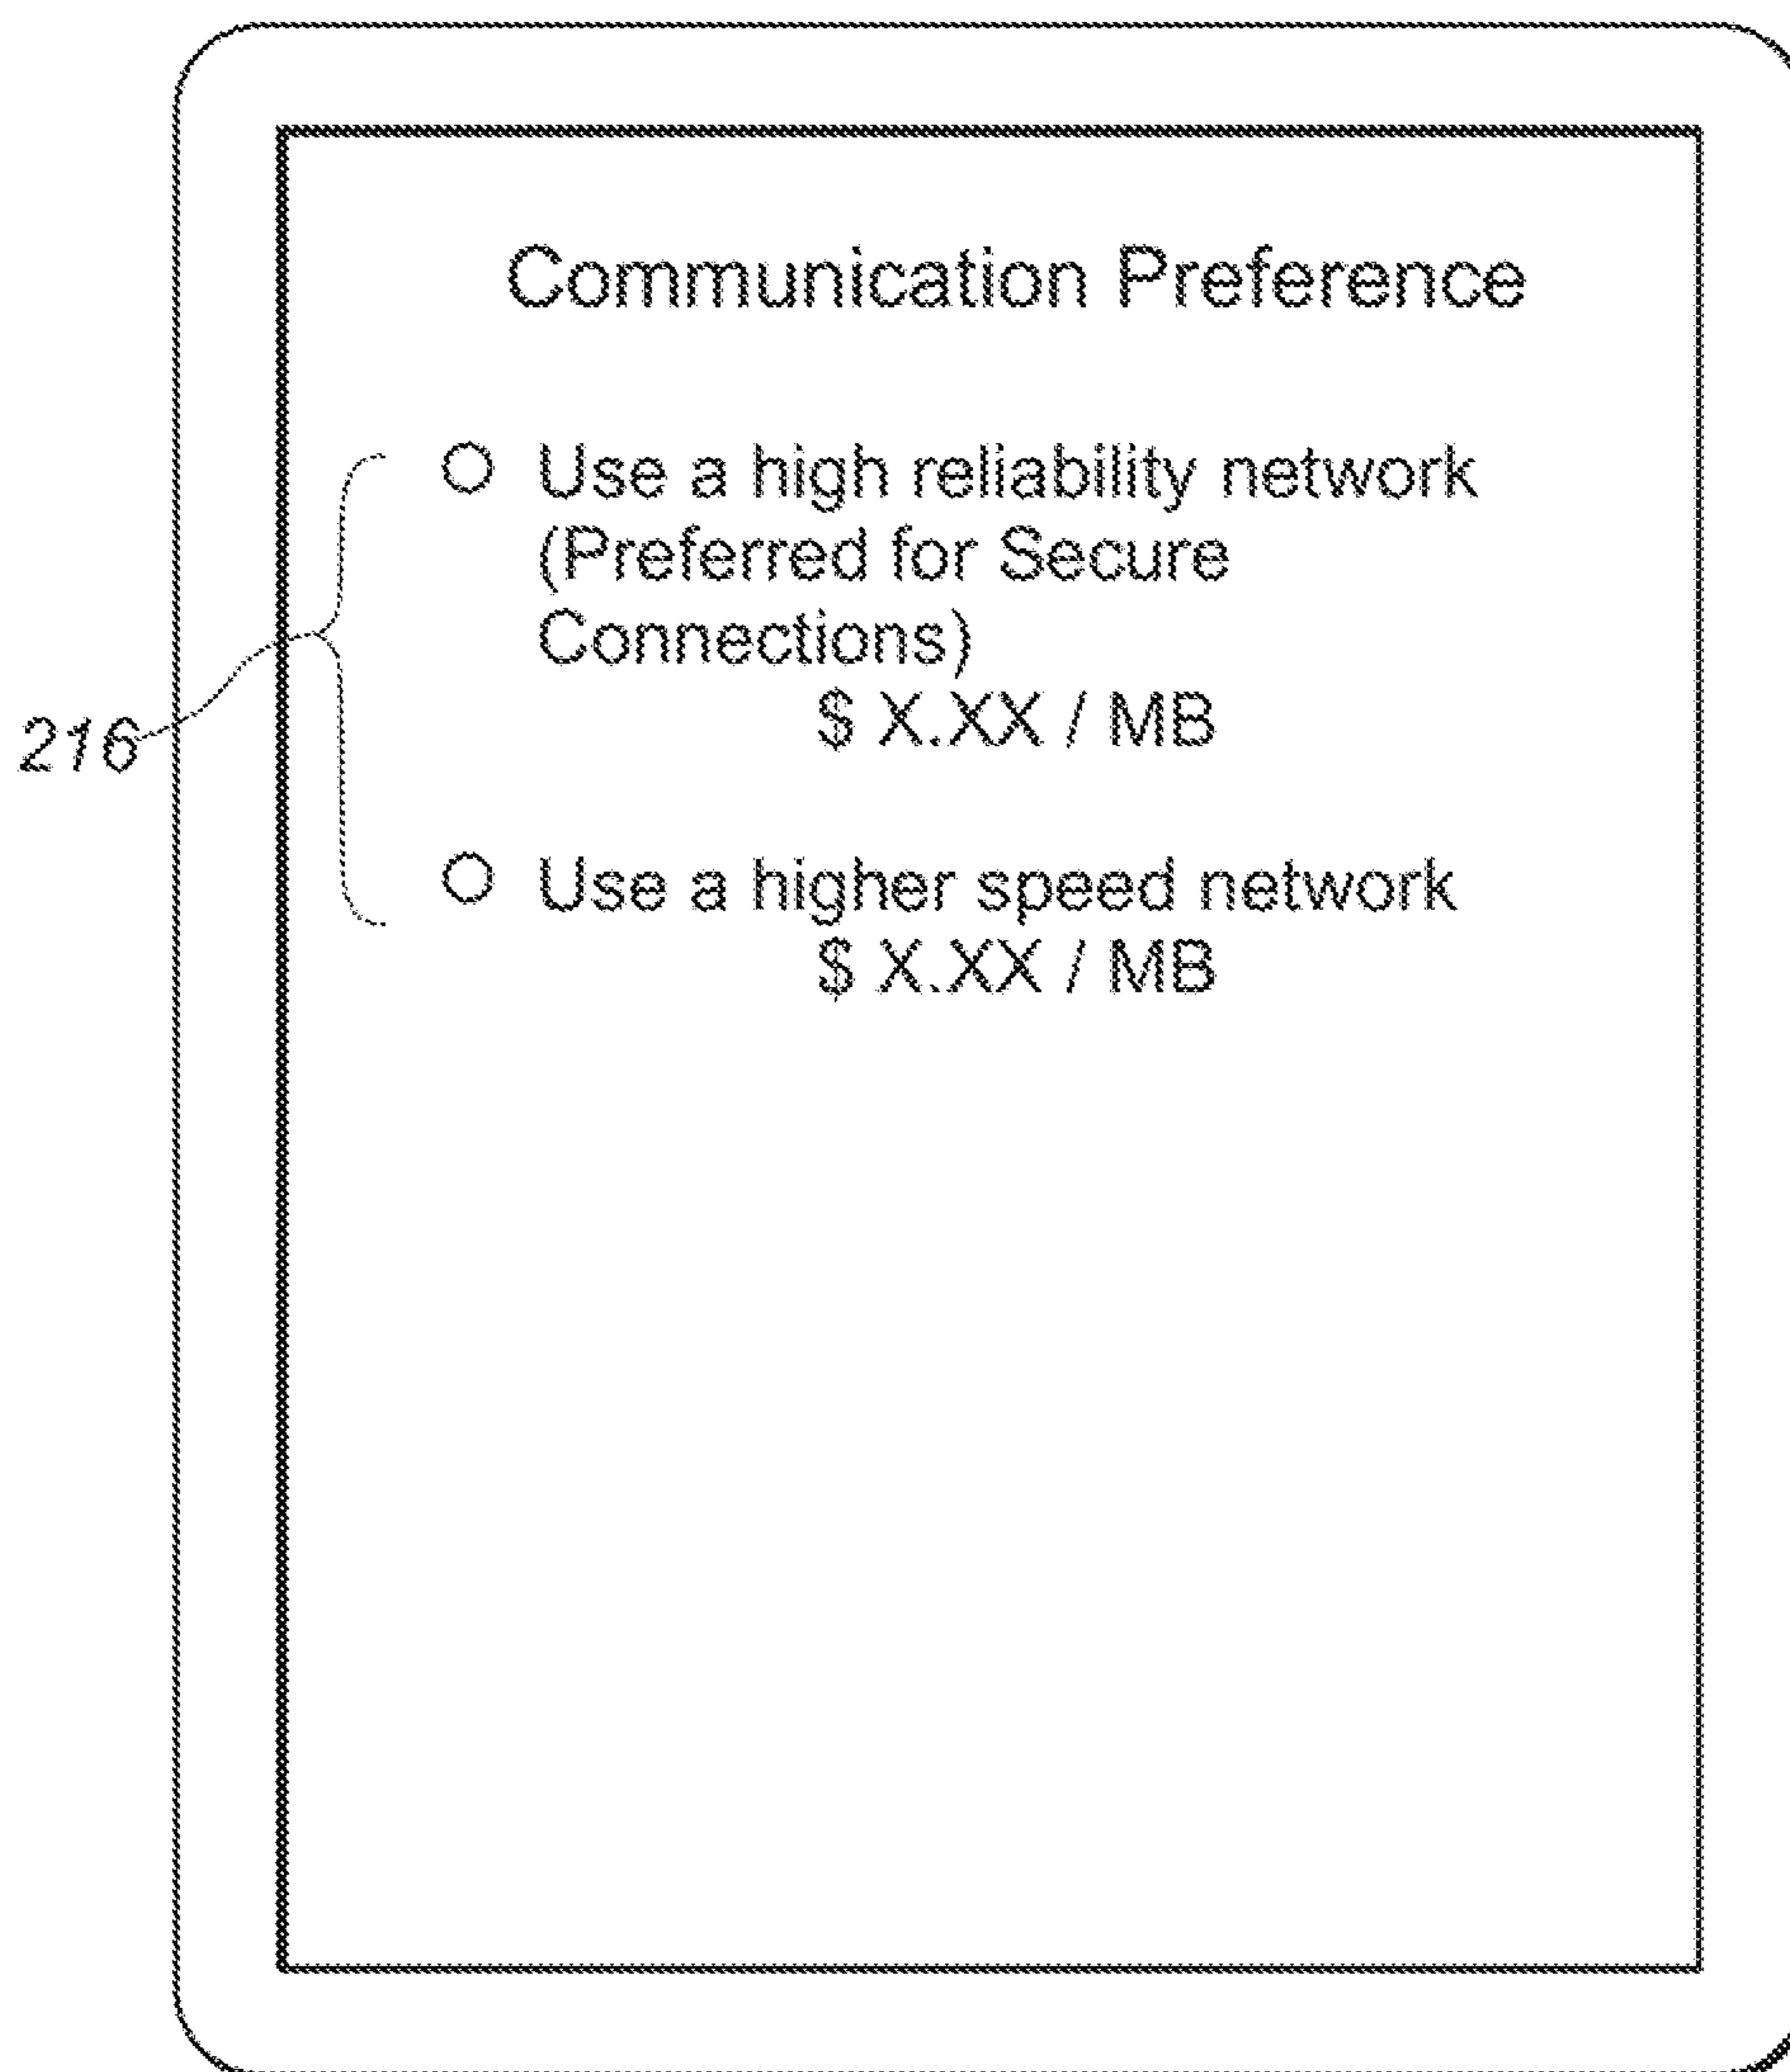 Communication Preference
Use a high reliability network
(Preferred for Secure
Connections)
$ X.XX / MB
216
Use a higher speed network
$ X.XX / MB